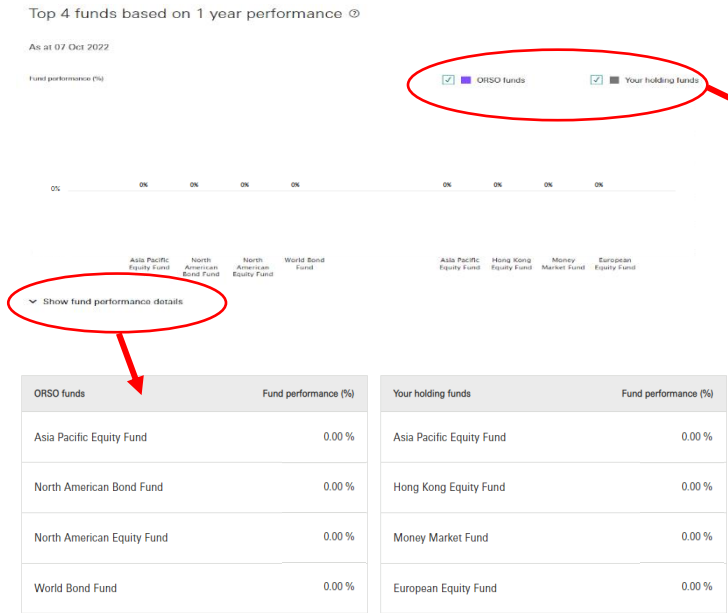 Top 4 funds based on 1 year performance ?
As at 07 Oct 2022
Fund performance (%)
ORSO funds
Your holding funds
0%
0% 0% 0% 0%
0% 0% 0% 0%
Asia Pacific Equity Fund
North American Bond Fund
North American Equity Fund
World Bond Fund
Asia Pacific Equity Fund
Hong Kong Equity Fund
Money Market Fund
European Equity Fund
Show fund performance details
ORSO funds Fund performance (%)
Asia Pacific Equity Fund 0.00 %
North American Bond Fund 0.00 %
North American Equity Fund 0.00 %
World Bond Fund 0.00 %
Your holding funds Fund performance (%)
Asia Pacific Equity Fund 0.00 %
Hong Kong Equity Fund 0.00 %
Money Market Fund 0.00 %
European Equity Fund 0.00 %